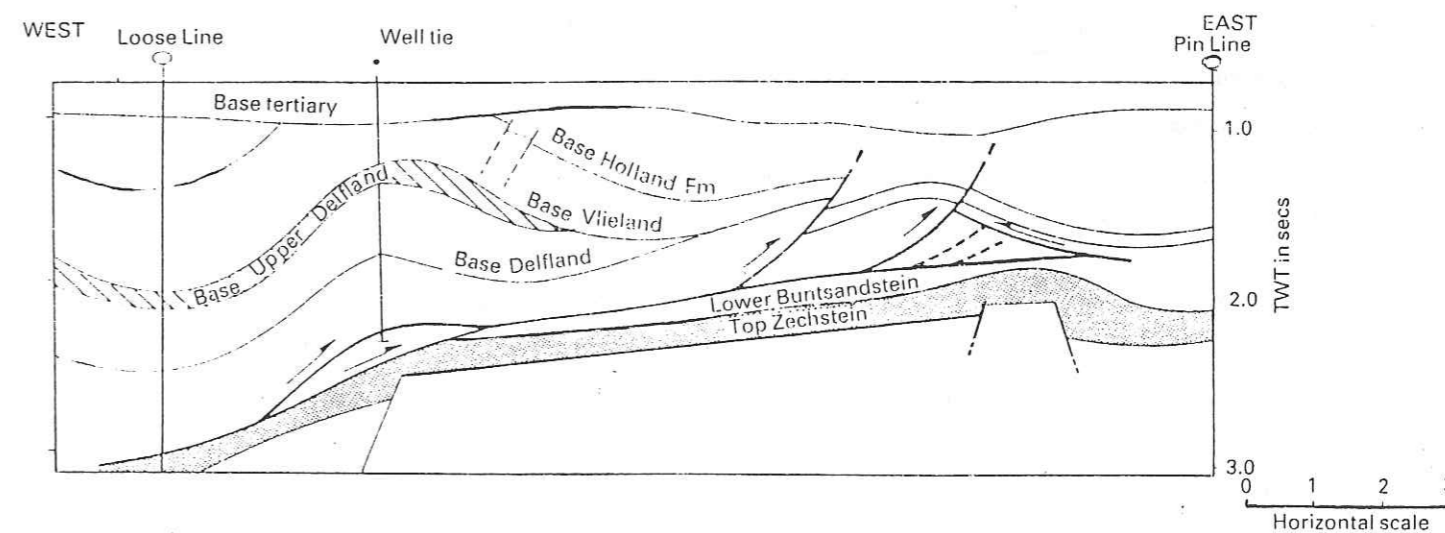 WEST
EAST
Loose Line
Well tie
Pin Line
Base tertiary
1.0
Base Holland Fm
Base Upper Delfland
Base Vlieland
Base Delfland
TWT in secs
Lower Buntsandstein
2.0
Top Zechstein
3.0
0 1 2
Horizontal scale